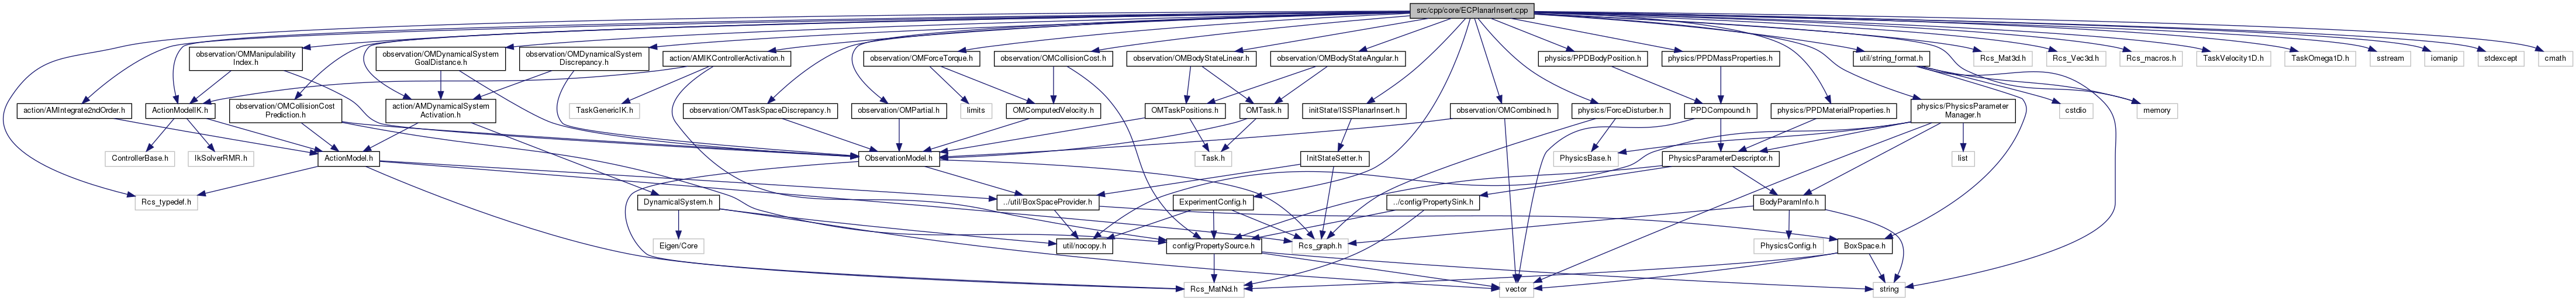 src/cpp/core/ECPlanarInsert.cpp
observation/OMManipulability
Index.h
observation/OMDynamicalSystem
GoalDistance.h
observation/OMDynamicalSystem
Discrepancy.h
action/AMIKControllerActivation.h
observation/OMForceTorque.h
observation/OMCollisionCost.h
observation/OMBodyStateLinear.h
observation/OMBodyStateAngular.h
physics/PPDBodyPosition.h
physics/PPDMassProperties.h
util/string_format.h
Rcs_Mat3d.h
Rcs_Vec3d.h
Rcs_macros.h
TaskVelocity1D.h
TaskOmega1D.h
sstream
iomanip
stdexcept
cmath
action/AMIntegrate2ndOrder.h
ActionModelIK.h
observation/OMCollisionCost
Prediction.h
action/AMDynamicalSystem
Activation.h
TaskGenericIK.h
observation/OMTaskSpaceDiscrepancy.h
observation/OMPartial.h
limits
OMComputedVelocity.h
OMTaskPositions.h
OMTask.h
initState/ISSPlanarInsert.h
observation/OMCombined.h
physics/ForceDisturber.h
PPDCompound.h
physics/PPDMaterialProperties.h
physics/PhysicsParameter
Manager.h
cstdio
memory
ControllerBase.h
IkSolverRMR.h
ActionModel.h
ObservationModel.h
Task.h
InitStateSetter.h
PhysicsBase.h
PhysicsParameterDescriptor.h
list
Rcs_typedef.h
DynamicalSystem.h
../util/BoxSpaceProvider.h
ExperimentConfig.h
../config/PropertySink.h
BodyParamInfo.h
Eigen/Core
util/nocopy.h
config/PropertySource.h
Rcs_graph.h
PhysicsConfig.h
BoxSpace.h
Rcs_MatNd.h
vector
string